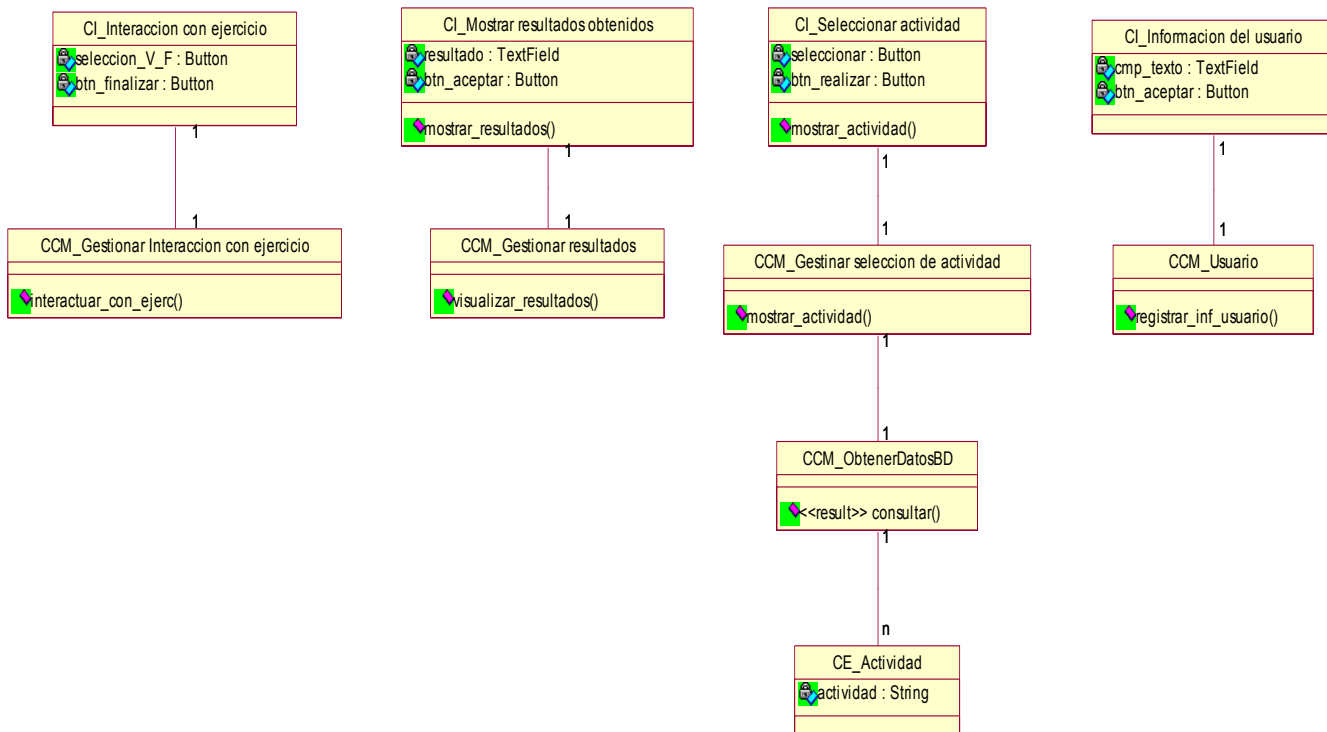 CI_Interaccion con ejercicio
seleccion_V_F : Button
btn_finalizar : Button
1
1
CCM_Gestionar Interaccion con ejercicio
interactuar_con_ejerc()
CI_Mostrar resultados obtenidos
resultado : TextField
btn_aceptar : Button
mostrar_resultados()
1
1
CCM_Gestionar resultados
visualizar_resultados()
CI_Seleccionar actividad
seleccionar : Button
btn_realizar : Button
mostrar_actividad()
1
1
CCM_Gestinar seleccion de actividad
mostrar_actividad()
1
1
CCM_ObtenerDatosBD
<<result>> consultar()
1
n
CE_Actividad
actividad : String
CI_Informacion del usuario
cmp_texto : TextField
btn_aceptar : Button
1
1
CCM_Usuario
registrar_inf_usuario()